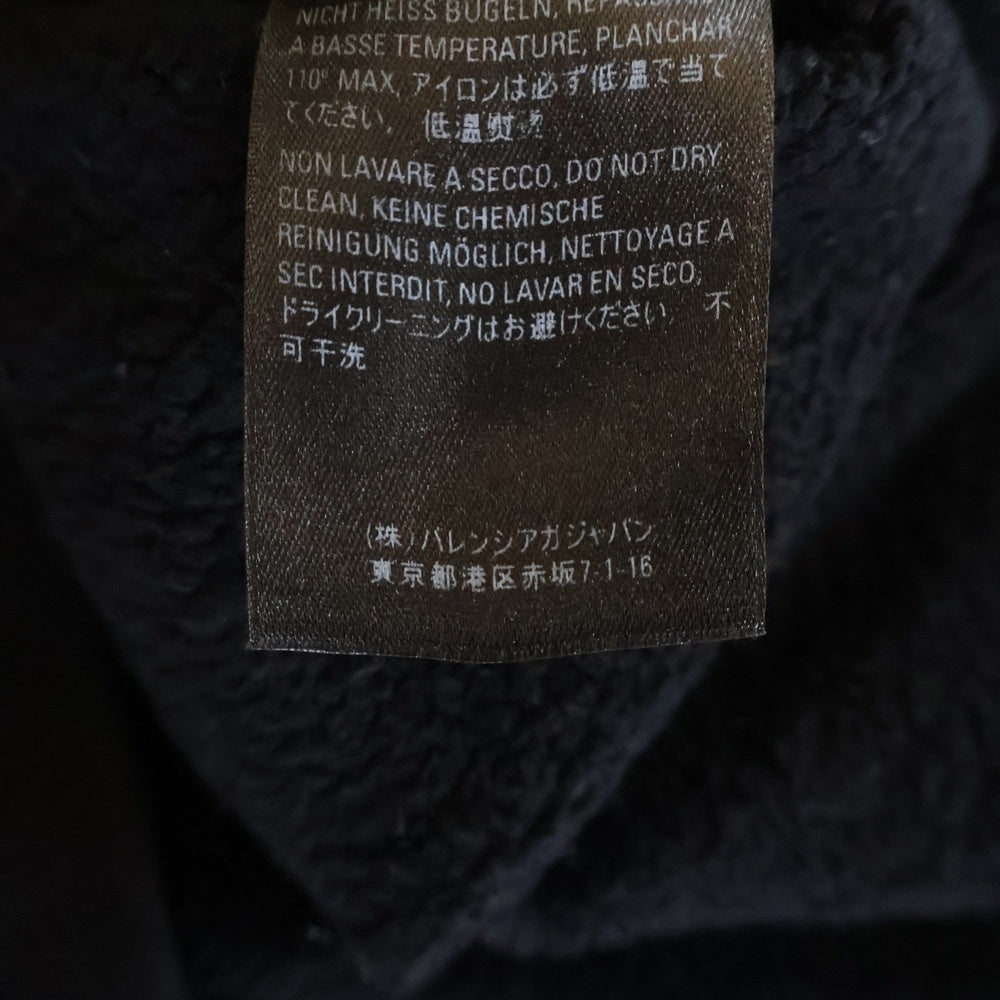 NICHT HEISS BÜGELN, REPASSER
A BASSE TEMPERATURE, PLANCHAR
110° MAX, アイロンは必ず低温で当て
てください, 低温熨烫
NON LAVARE A SECCO, DO NOT DRY
CLEAN, KEINE CHEMISCHE
REINIGUNG MÖGLICH, NETTOYAGE A
SEC INTERDIT, NO LAVAR EN SECO,
ドライクリーニングはお避けください 不
可干洗
(株)バレンシアガジャパン
東京都港区赤坂7-1-16